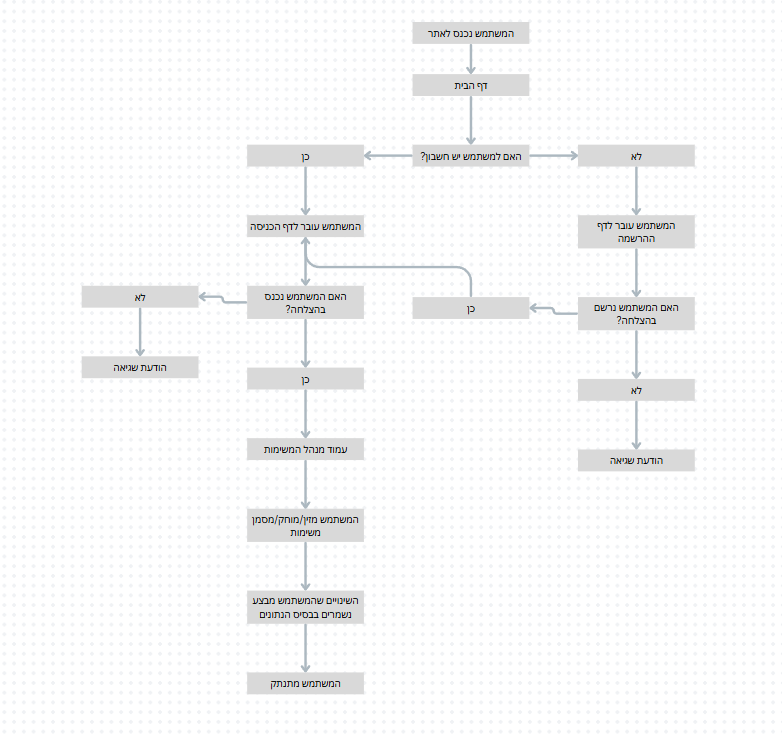 המשתמש נכנס לאתר
דף הבית
כן
האם למשתמש יש חשבון?
לא
המשתמש עובר לדף הכניסה
המשתמש עובר לדף
ההרשמה
לא
האם המשתמש נכנס
בהצלחה?
כן
האם המשתמש נרשם
בהצלחה?
הודעת שגיאה
כן
לא
עמוד מנהל המשימות
הודעת שגיאה
המשתמש מזין/מוחק/מסמן
משימות
השינויים שהמשתמש מבצע
נשמרים בבסיס הנתונים
המשתמש מתנתק